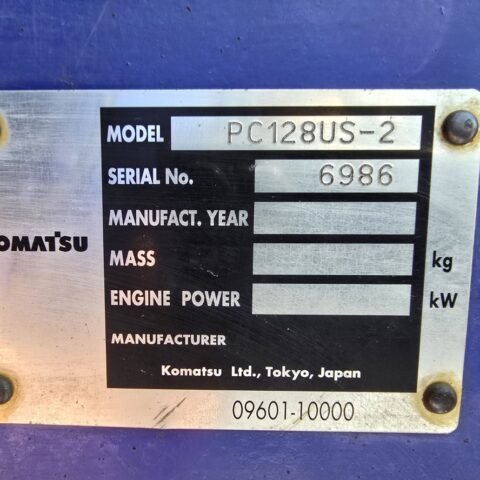 MODEL PC128US-2
SERIAL No. 6986
MANUFACT. YEAR
OMATSU
MASS kg
ENGINE POWER kW
MANUFACTURER
Komatsu Ltd., Tokyo, Japan
09601-10000